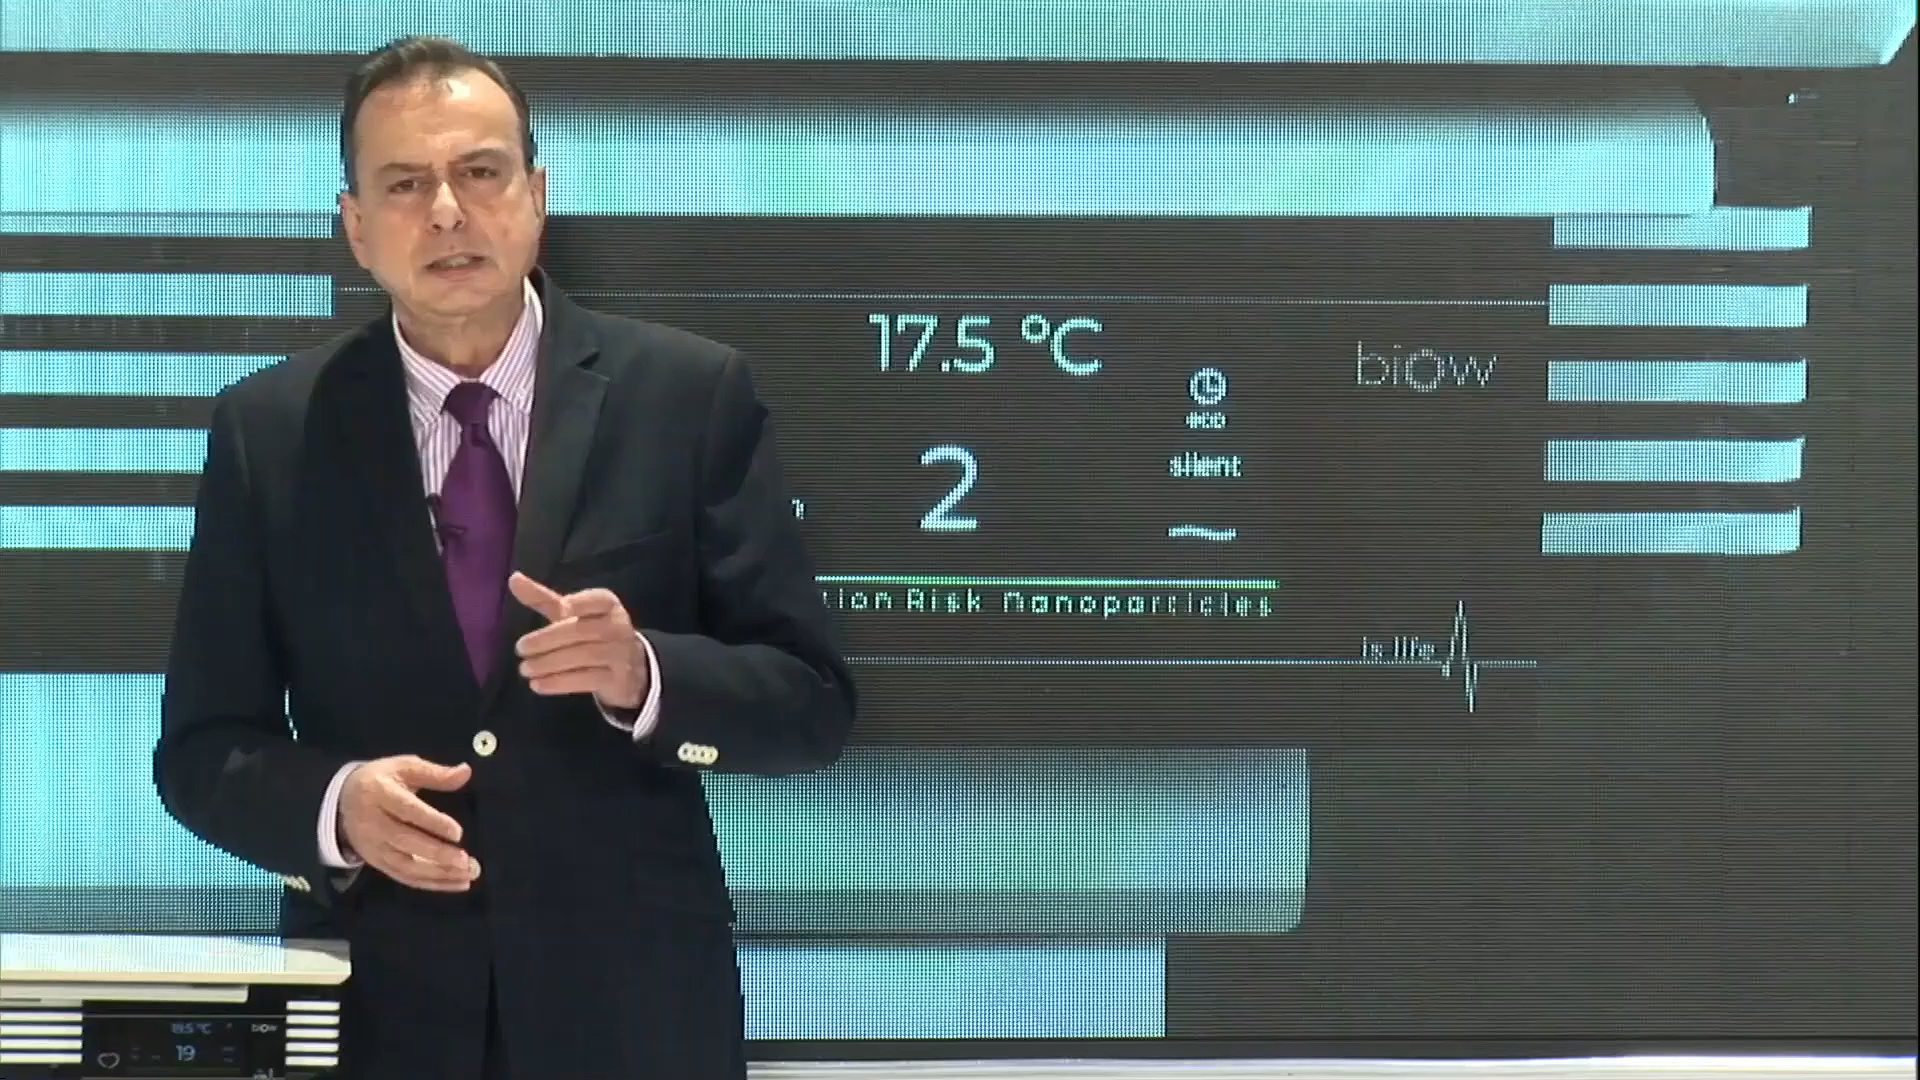 17.5 °C
biow
eco
silent
2
tion Risk Nanoparticles
is life
19.5 °C
biow
19